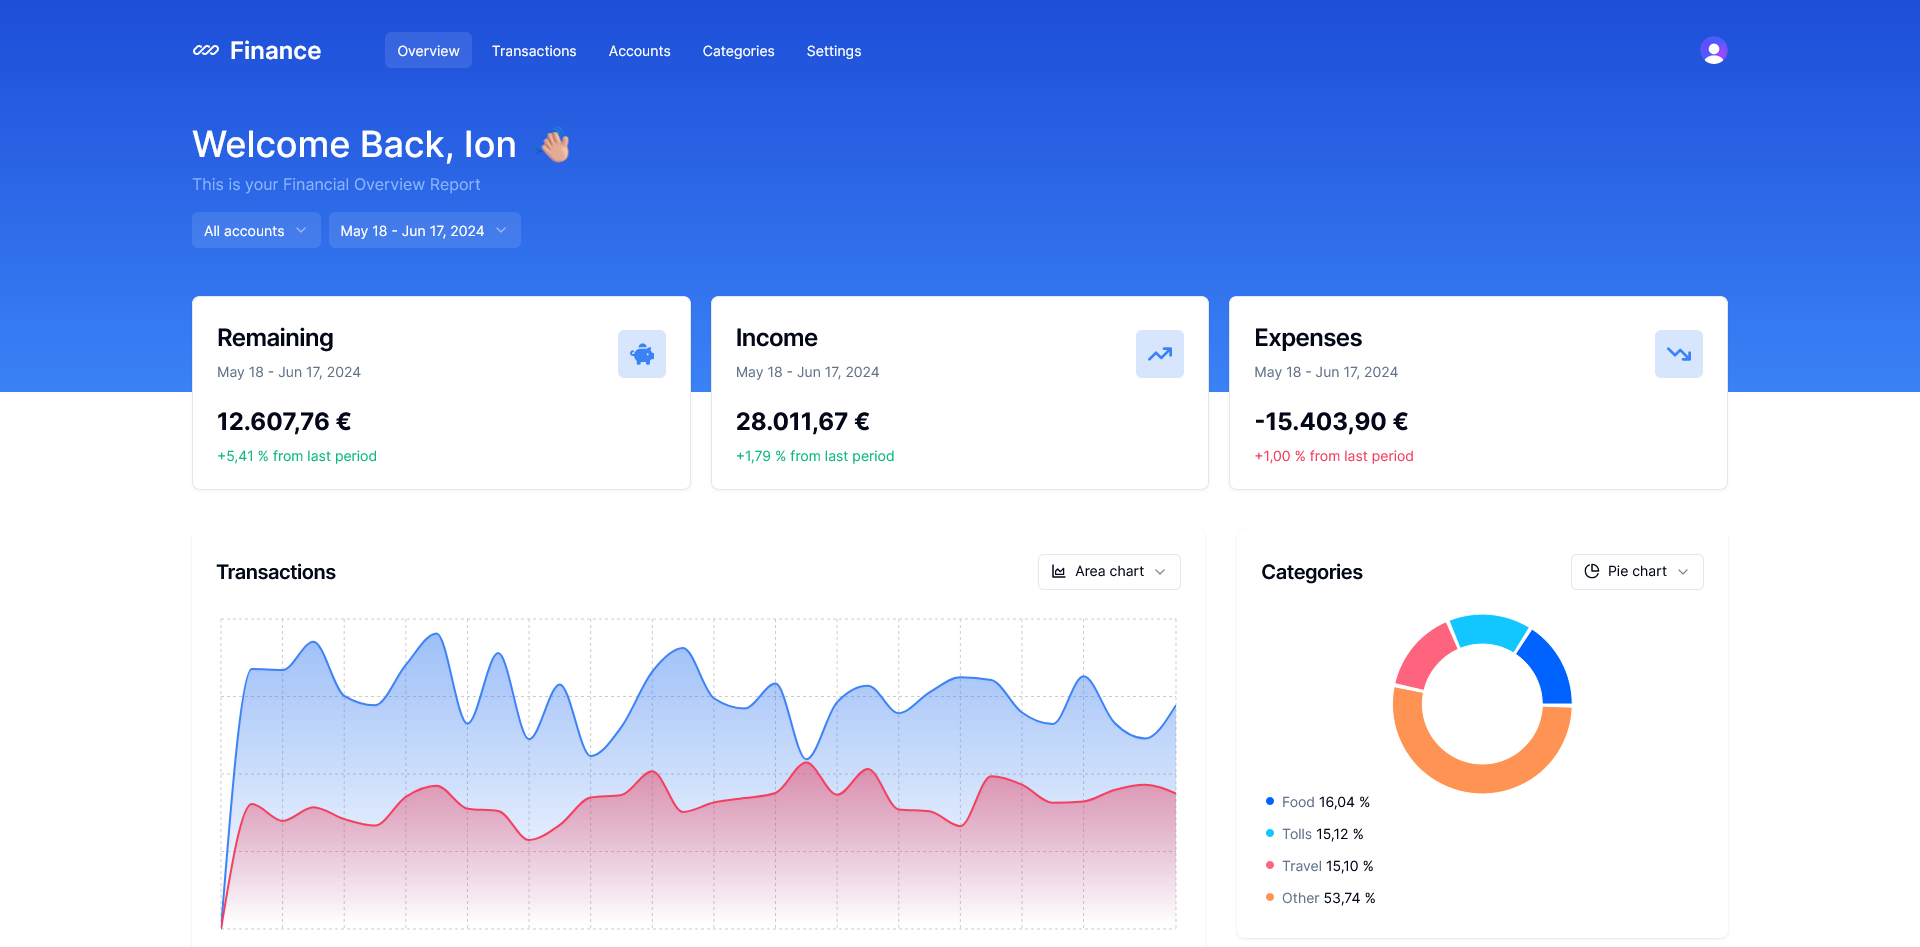 Finance
Overview
Transactions
Accounts
Categories
Settings
Welcome Back, Ion
This is your Financial Overview Report
All accounts
May 18 - Jun 17, 2024
Remaining
May 18 - Jun 17, 2024
12.607,76 €
+5,41 % from last period
Income
May 18 - Jun 17, 2024
28.011,67 €
+1,79 % from last period
Expenses
May 18 - Jun 17, 2024
-15.403,90 €
+1,00 % from last period
Transactions
Area chart
Categories
Pie chart
Food 16,04 %
Tolls 15,12 %
Travel 15,10 %
Other 53,74 %